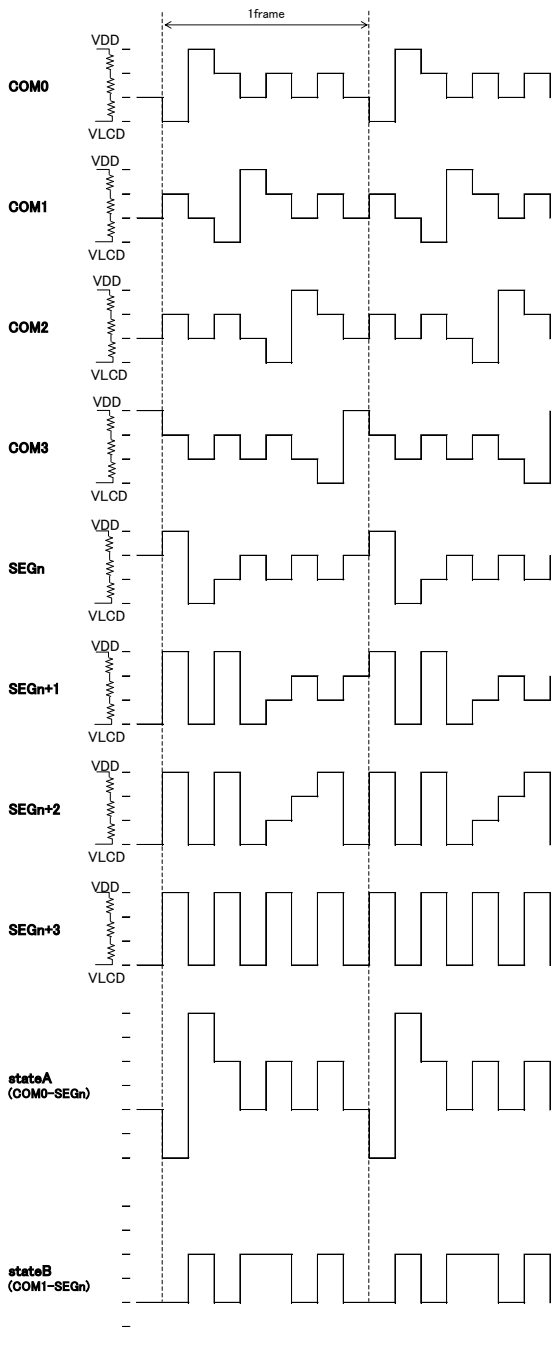 1frame
VDD
COM0
VLCD
VDD
COM1
VLCD
VDD
COM2
VLCD
VDD
COM3
VLCD
VDD
SEGn
VLCD
VDD
SEGn+1
VLCD
VDD
SEGn+2
VLCD
VDD
SEGn+3
VLCD
stateA
(COM0-SEGn)
stateB
(COM1-SEGn)